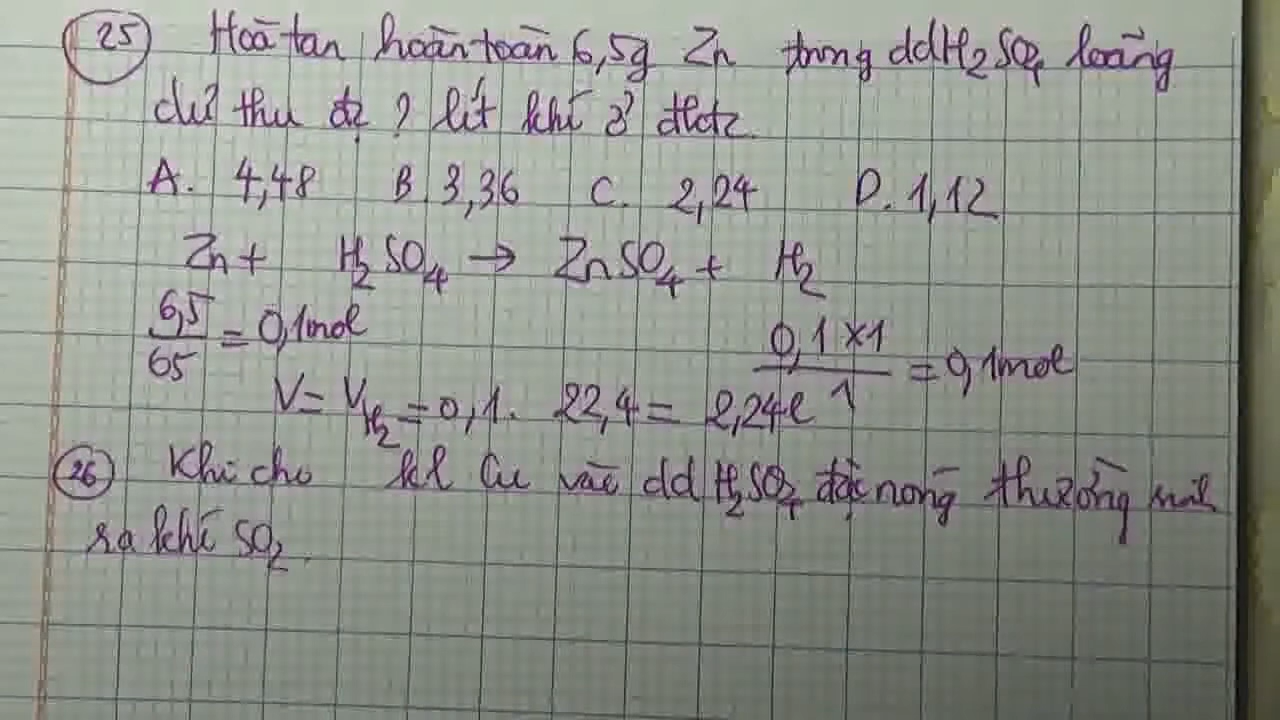 25 Hoà tan hoàn toàn 6,5g Zn trong dd H₂SO₄ loãng
dư thu đc ? lít khí ở đktc.
A. 4,48 B. 3,36 C. 2,24 D. 1,12
Zn + H₂SO₄ → ZnSO₄ + H₂
6,5/65 = 0,1mol 0,1×1/1 = 0,1mol
V = V_H₂ = 0,1. 22,4 = 2,24l
26 Khi cho kl Cu vào dd H₂SO₄ đặc nóng thường sinh
ra khí SO₂.